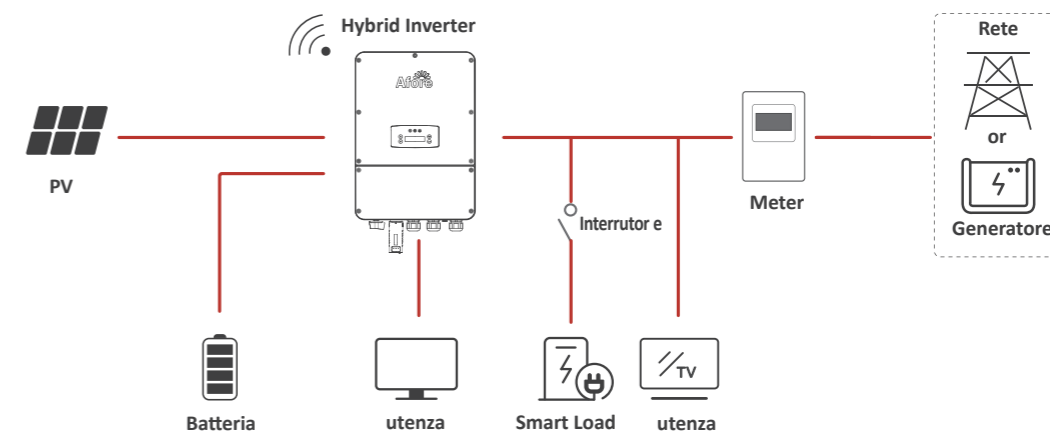 Hybrid Inverter
Afore
Rete
or
PV
Meter
Interrutor e
Generatore
Batteria
utenza
Smart Load
TV
utenza